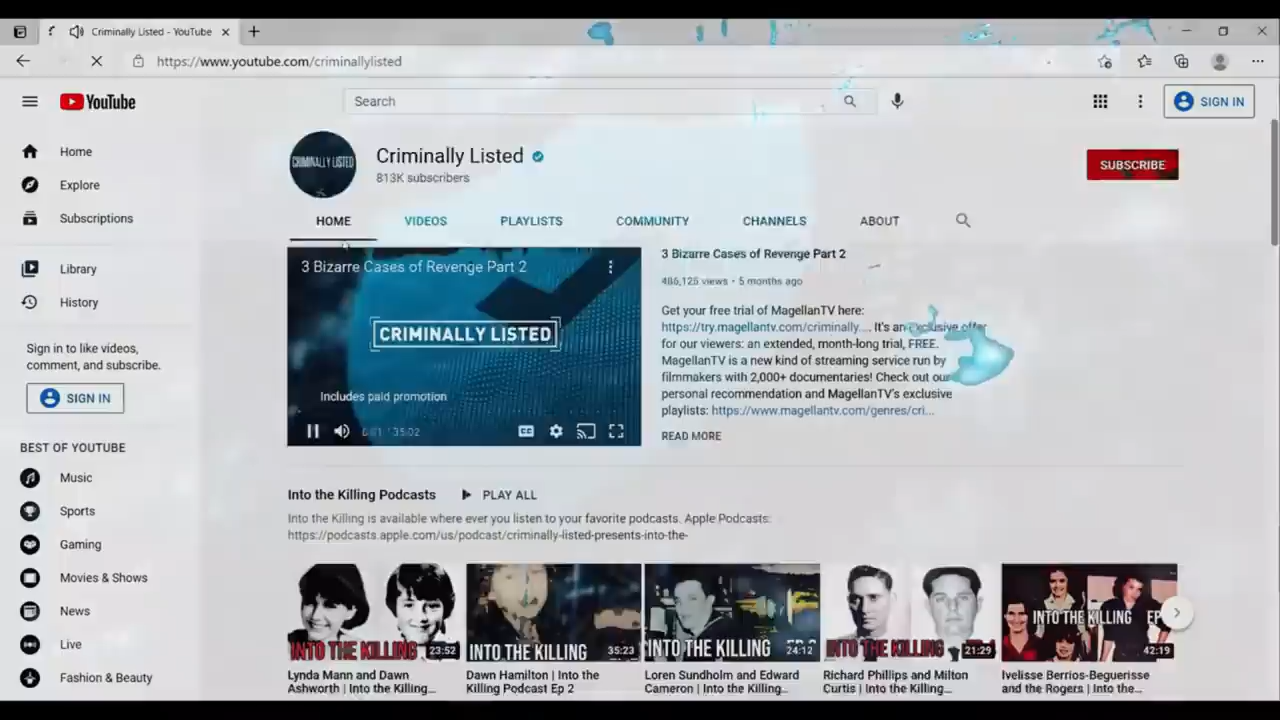 Criminally Listed - YouTube
https://www.youtube.com/criminallylisted
YouTube
Search
SIGN IN
Home
Explore
Subscriptions
Library
History
Sign in to like videos,
comment, and subscribe.
SIGN IN
BEST OF YOUTUBE
Music
Sports
Gaming
Movies & Shows
News
Live
Fashion & Beauty
CRIMINALLY LISTED
Criminally Listed
813K subscribers
SUBSCRIBE
HOME
VIDEOS
PLAYLISTS
COMMUNITY
CHANNELS
ABOUT
3 Bizarre Cases of Revenge Part 2
CRIMINALLY LISTED
Includes paid promotion
0:01 / 35:02
3 Bizarre Cases of Revenge Part 2
486,125 views • 5 months ago
Get your free trial of MagellanTV here:
https://try.magellantv.com/criminally.... It's an exclusive offer
for our viewers: an extended, month-long trial, FREE.
MagellanTV is a new kind of streaming service run by
filmmakers with 2,000+ documentaries! Check out our
personal recommendation and MagellanTV's exclusive
playlists: https://www.magellantv.com/genres/cri...
READ MORE
Into the Killing Podcasts
PLAY ALL
Into the Killing is available where ever you listen to your favorite podcasts. Apple Podcasts:
https://podcasts.apple.com/us/podcast/criminally-listed-presents-into-the-
INTO THE KILLING
23:52
INTO THE KILLING
35:23
INTO THE KILLING
24:12
INTO THE KILLING
21:29
INTO THE KILLING EP
42:19
Lynda Mann and Dawn
Ashworth | Into the Killing...
Dawn Hamilton | Into the
Killing Podcast Ep 2
Loren Sundholm and Edward
Cameron | Into the Killing...
Richard Phillips and Milton
Curtis | Into the Killing...
Ivelisse Berrios-Beguerisse
and the Rogers | Into the...